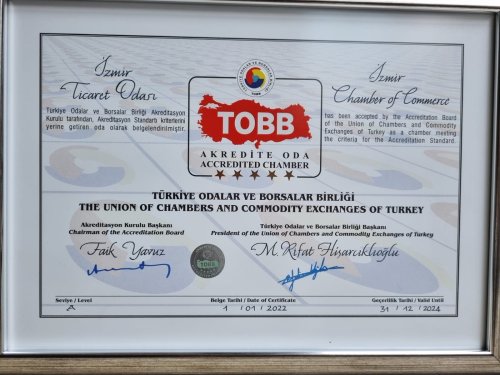 İzmir
Ticaret Odası
Türkiye Odalar ve Borsalar Birliği Akreditasyon
Kurulu tarafından, Akreditasyon Standartı kriterlerini
yerine getiren oda olarak belgelendirilmiştir.
TOBB
AKREDİTE ODA
ACCREDITED CHAMBER
İzmir
Chamber of Commerce
has been accepted by the Accreditation Board
of the Union of Chambers and Commodity
Exchanges of Turkey as a chamber meeting
the criteria for the Accreditation Standard.
TÜRKİYE ODALAR VE BORSALAR BİRLİĞİ
THE UNION OF CHAMBERS AND COMMODITY EXCHANGES OF TURKEY
Akreditasyon Kurulu Başkanı
Chairman of the Accreditation Board
Faik Yavuz
Türkiye Odalar ve Borsalar Birliği Başkanı
President of the Union of Chambers and Commodity Exchanges of Turkey
M. Rifat Hisarcıklıoğlu
TOBB
Seviye / Level
A
Belge Tarihi / Date of Certificate
1 / 01 / 2022
Geçerlilik Tarihi / Valid Until
31 / 12 / 2024